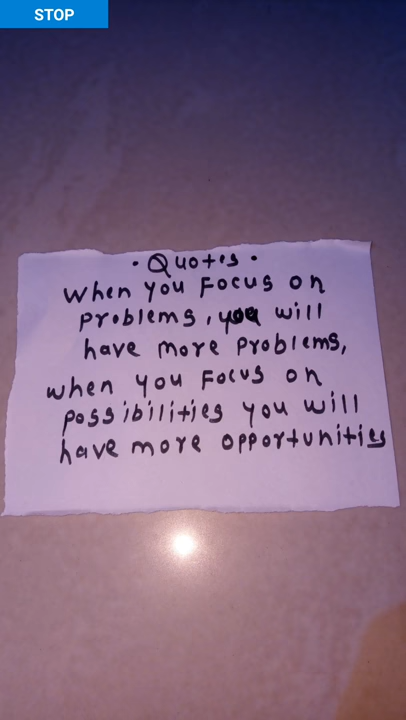 STOP
• Quotes •
When you Focus on
problems, you will
have more problems,
when you Focus on
possibilities you will
have more opportunities